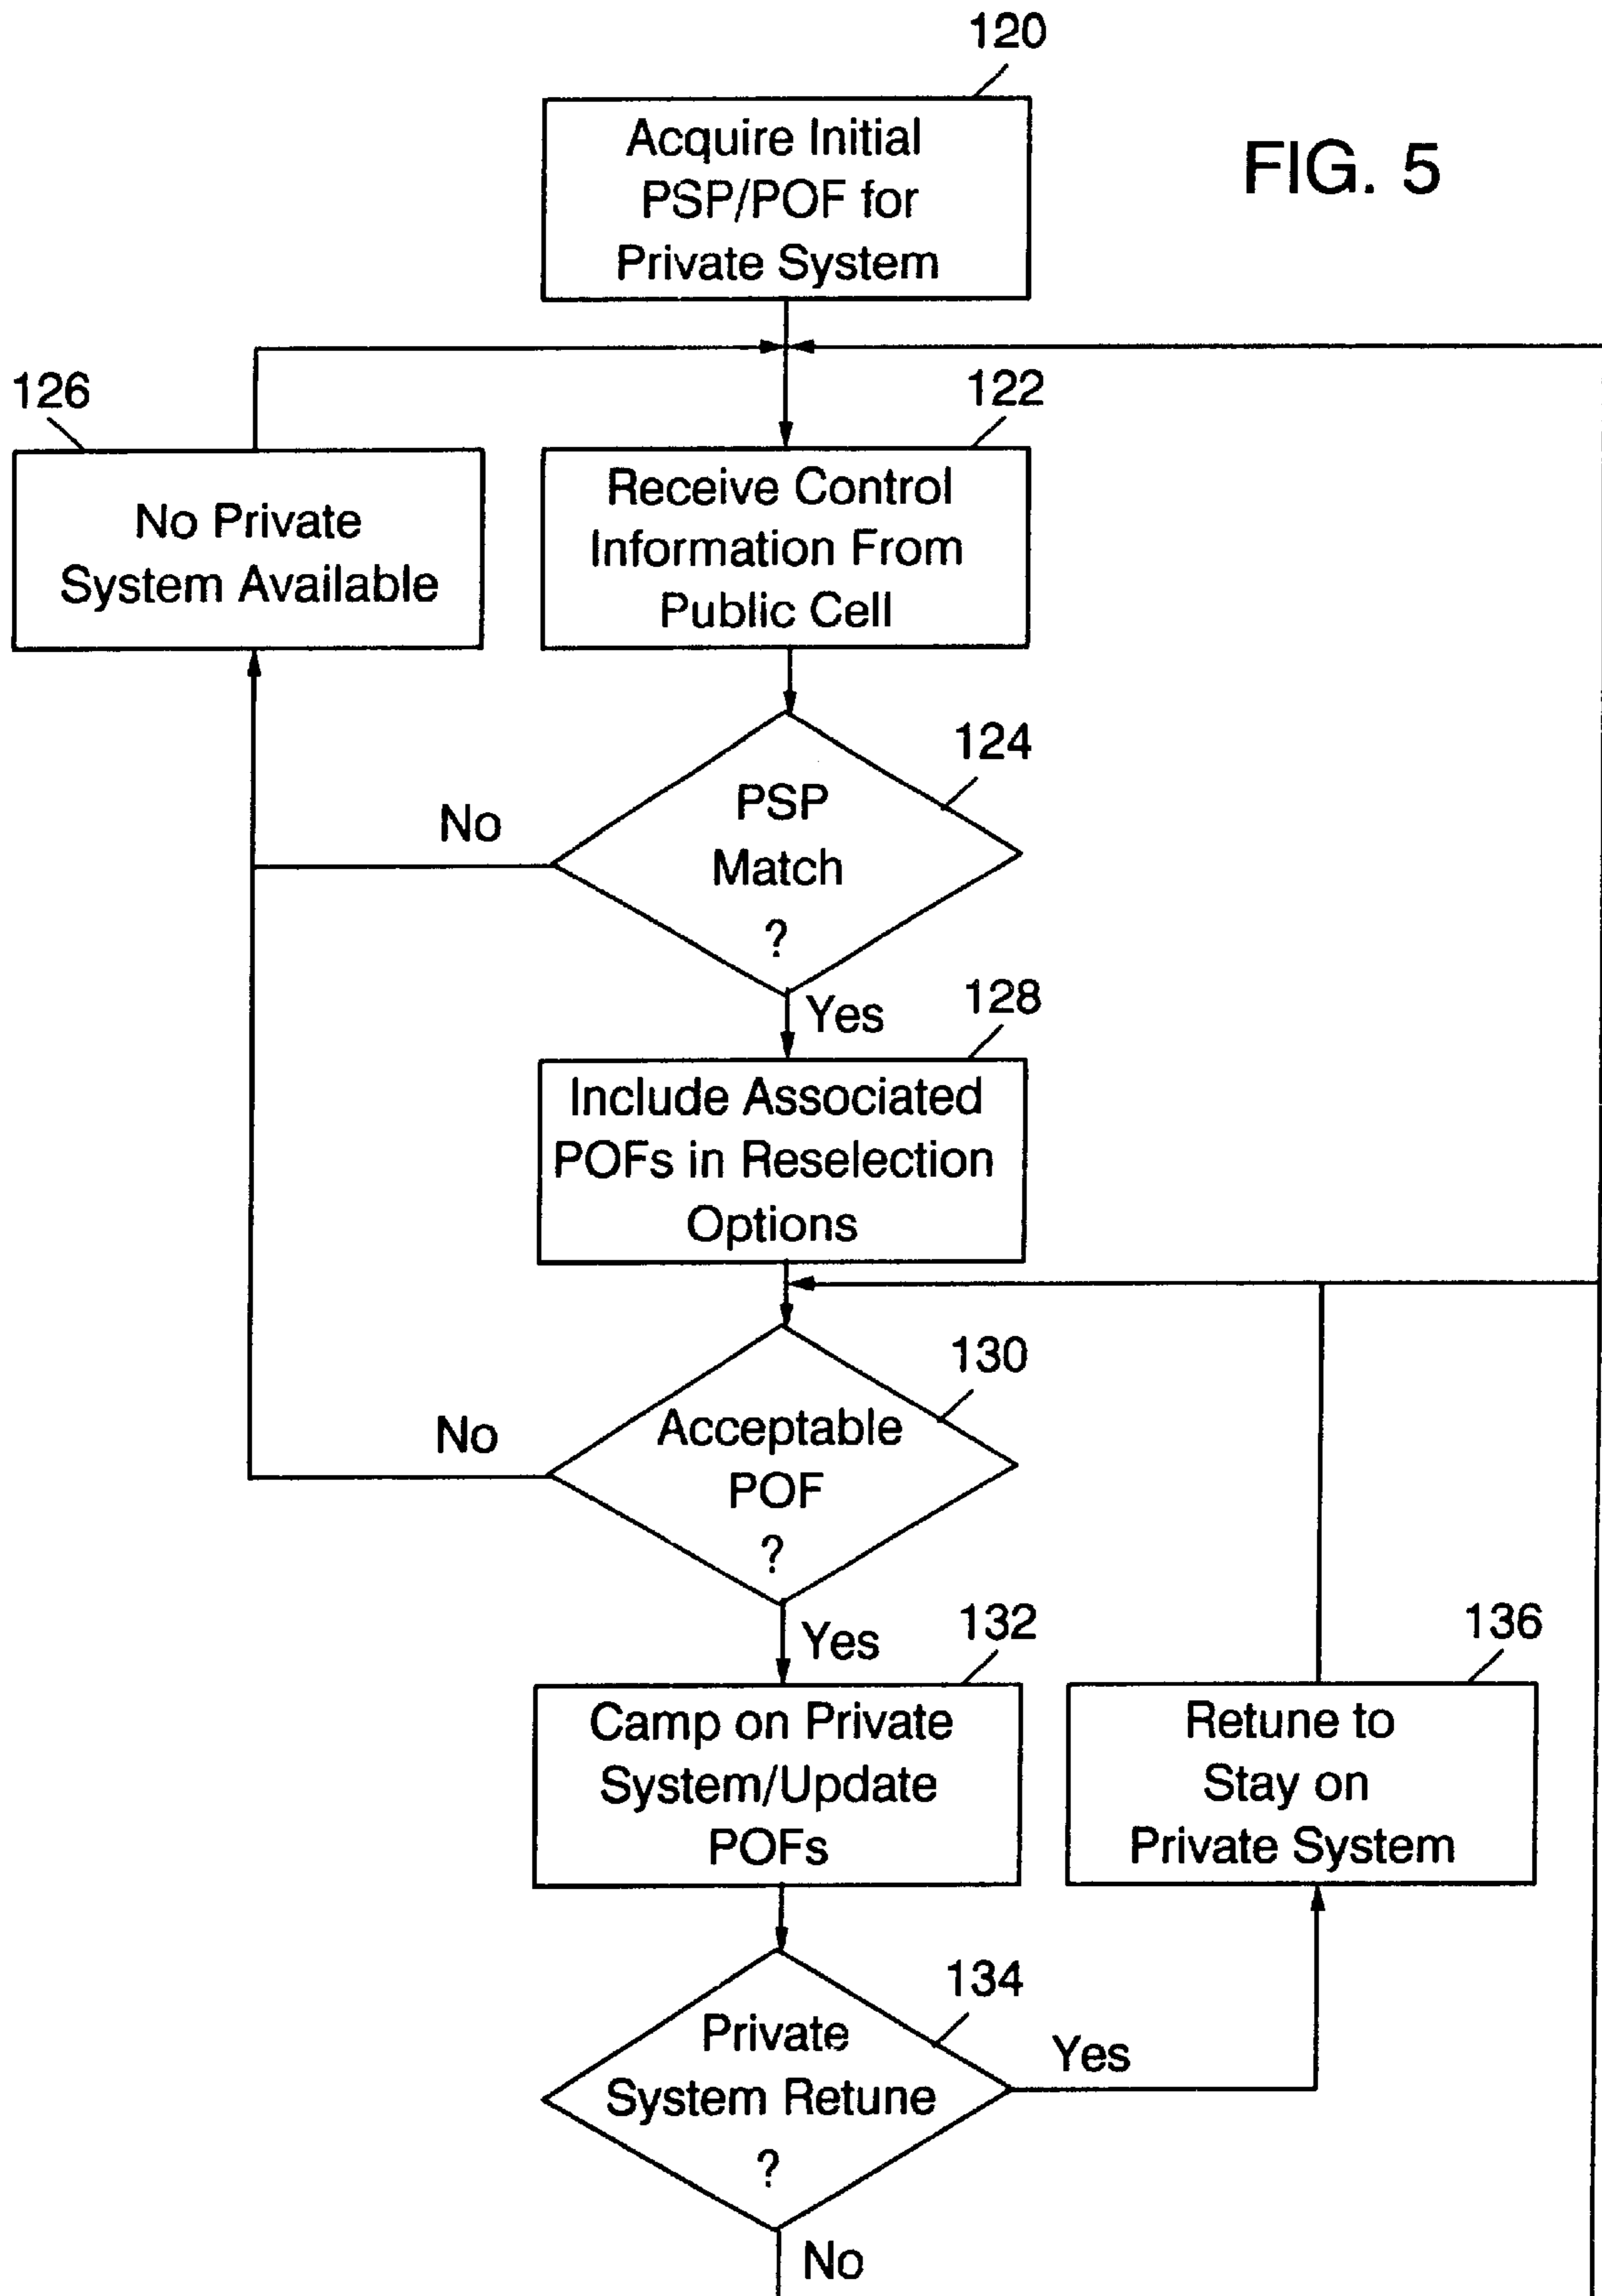 120
Acquire Initial
PSP/POF for
Private System
FIG. 5
126
No Private
System Available
122
Receive Control
Information From
Public Cell
124
PSP
Match
?
No
Yes
128
Include Associated
POFs in Reselection
Options
130
Acceptable
POF
?
No
Yes
132
Camp on Private
System/Update
POFs
136
Retune to
Stay on
Private System
134
Private
System Retune
?
Yes
No